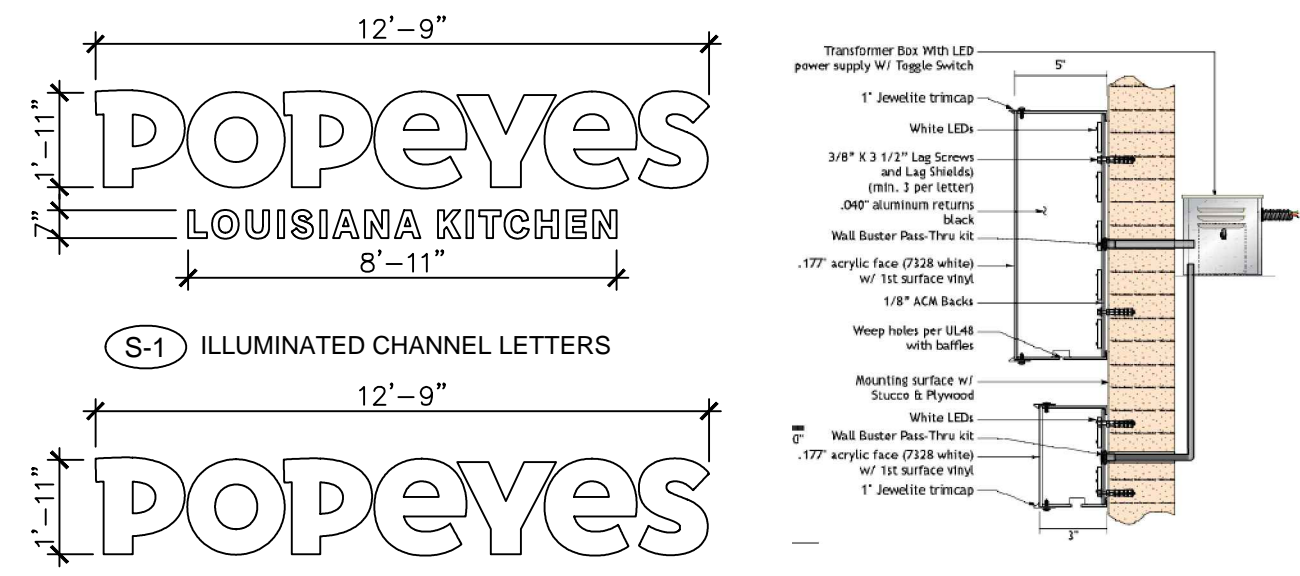 12'-9"
POPEYES
1'-11"
LOUISIANA KITCHEN
7"
8'-11"
S-1 ILLUMINATED CHANNEL LETTERS
12'-9"
POPEYES
1'-11"
Transformer Box With LED
power supply W/ Toggle Switch
5"
1" Jewelite trimcap
White LEDs
3/8" X 3 1/2" Lag Screws
and Lag Shields)
(min. 3 per letter)
.040" aluminum returns
black
Wall Buster Pass-Thru kit
.177" acrylic face (7328 white)
w/ 1st surface vinyl
1/8" ACM Backs
Weep holes per UL48
with baffles
Mounting surface w/
Stucco & Plywood
White LEDs
Wall Buster Pass-Thru kit
.177" acrylic face (7328 white)
w/ 1st surface vinyl
1" Jewelite trimcap
3"